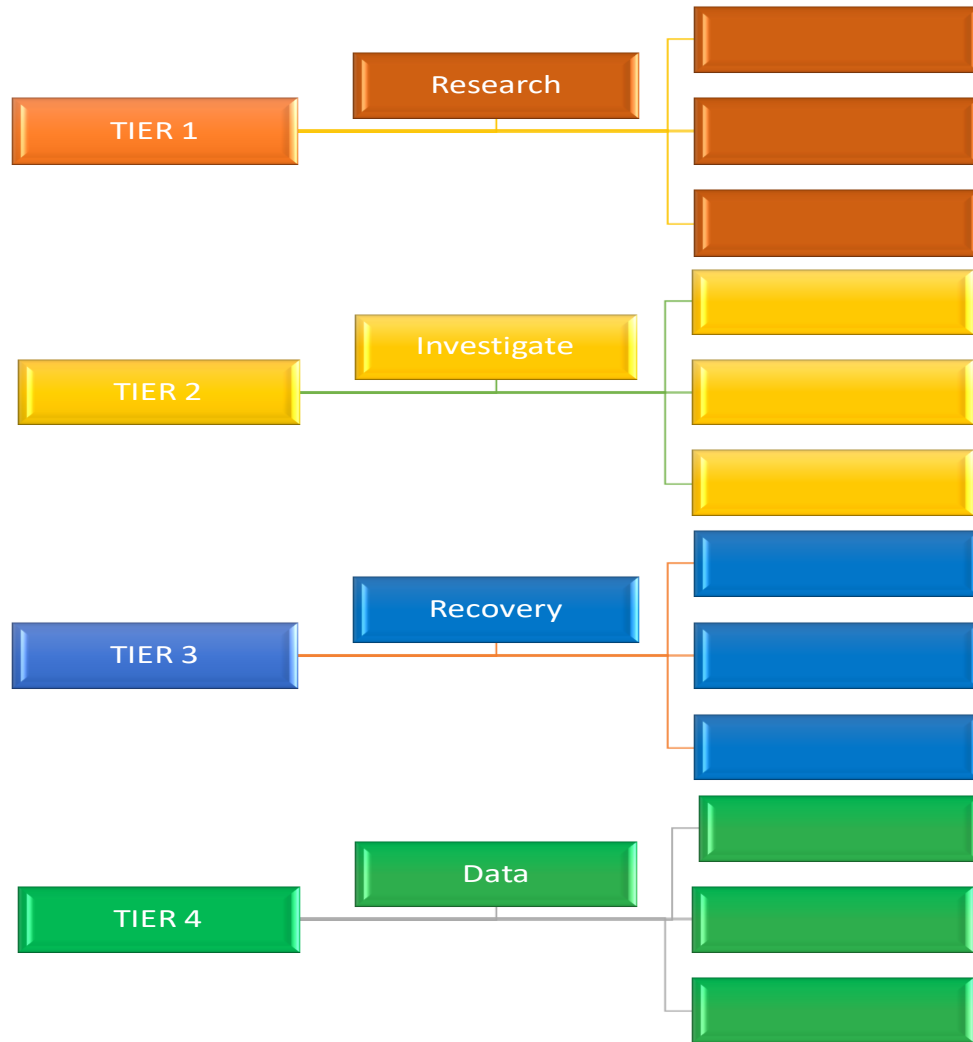 Research
TIER 1
Investigate
TIER 2
Recovery
TIER 3
Data
TIER 4